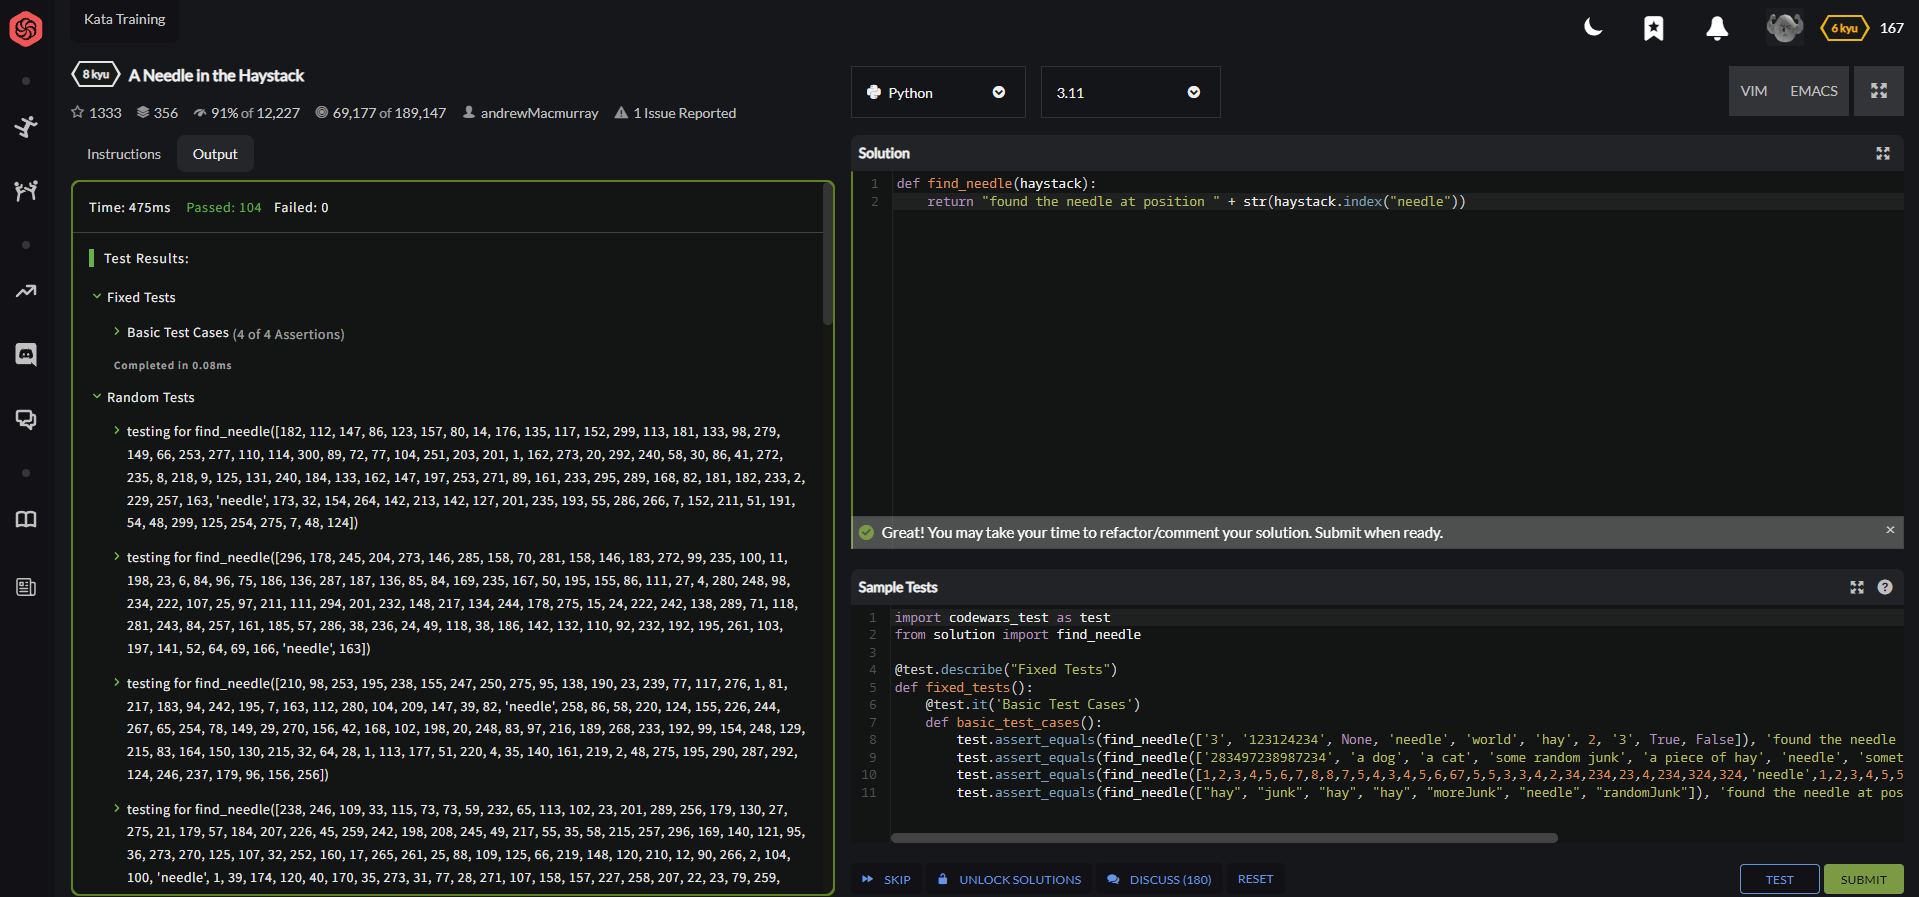 Kata Training
6 kyu 167
8 kyu A Needle in the Haystack
1333 356 91% of 12,227 69,177 of 189,147 andrewMacmurray 1 Issue Reported
Instructions Output
Time: 475ms Passed: 104 Failed: 0
Test Results:
Fixed Tests
Basic Test Cases (4 of 4 Assertions)
Completed in 0.08ms
Random Tests
testing for find_needle([182, 112, 147, 86, 123, 157, 80, 14, 176, 135, 117, 152, 299, 113, 181, 133, 98, 279,
149, 66, 253, 277, 110, 114, 300, 89, 72, 77, 104, 251, 203, 201, 1, 162, 273, 20, 292, 240, 58, 30, 86, 41, 272,
235, 8, 218, 9, 125, 131, 240, 184, 133, 162, 147, 197, 253, 271, 89, 161, 233, 295, 289, 168, 82, 181, 182, 233, 2,
229, 257, 163, 'needle', 173, 32, 154, 264, 142, 213, 142, 127, 201, 235, 193, 55, 286, 266, 7, 152, 211, 51, 191,
54, 48, 299, 125, 254, 275, 7, 48, 124])
testing for find_needle([296, 178, 245, 204, 273, 146, 285, 158, 70, 281, 158, 146, 183, 272, 99, 235, 100, 11,
198, 23, 6, 84, 96, 75, 186, 136, 287, 187, 136, 85, 84, 169, 235, 167, 50, 195, 155, 86, 111, 27, 4, 280, 248, 98,
234, 222, 107, 25, 97, 211, 111, 294, 201, 232, 148, 217, 134, 244, 178, 275, 15, 24, 222, 242, 138, 289, 71, 118,
281, 243, 84, 257, 161, 185, 57, 286, 38, 236, 24, 49, 118, 38, 186, 142, 132, 110, 92, 232, 192, 195, 261, 103,
197, 141, 52, 64, 69, 166, 'needle', 163])
testing for find_needle([210, 98, 253, 195, 238, 155, 247, 250, 275, 95, 138, 190, 23, 239, 77, 117, 276, 1, 81,
217, 183, 94, 242, 195, 7, 163, 112, 280, 104, 209, 147, 39, 82, 'needle', 258, 86, 58, 220, 124, 155, 226, 244,
267, 65, 254, 78, 149, 29, 270, 156, 42, 168, 102, 198, 20, 248, 83, 97, 216, 189, 268, 233, 192, 99, 154, 248, 129,
215, 83, 164, 150, 130, 215, 32, 64, 28, 1, 113, 177, 51, 220, 4, 35, 140, 161, 219, 2, 48, 275, 195, 290, 287, 292,
124, 246, 237, 179, 96, 156, 256])
testing for find_needle([238, 246, 109, 33, 115, 73, 73, 59, 232, 65, 113, 102, 23, 201, 289, 256, 179, 130, 27,
275, 21, 179, 57, 184, 207, 226, 45, 259, 242, 198, 208, 245, 49, 217, 55, 35, 58, 215, 257, 296, 169, 140, 121, 95,
36, 273, 270, 125, 107, 32, 252, 160, 17, 265, 261, 25, 88, 109, 125, 66, 219, 148, 120, 210, 12, 90, 266, 2, 104,
100, 'needle', 1, 39, 174, 120, 40, 170, 35, 273, 31, 77, 28, 271, 107, 158, 157, 227, 258, 207, 22, 23, 79, 259,
Python 3.11 VIM EMACS
Solution
1 def find_needle(haystack):
2 return "found the needle at position " + str(haystack.index("needle"))
Great! You may take your time to refactor/comment your solution. Submit when ready. ×
Sample Tests ?
1 import codewars_test as test
2 from solution import find_needle
3
4 @test.describe("Fixed Tests")
5 def fixed_tests():
6 @test.it('Basic Test Cases')
7 def basic_test_cases():
8 test.assert_equals(find_needle(['3', '123124234', None, 'needle', 'world', 'hay', 2, '3', True, False]), 'found the needle
9 test.assert_equals(find_needle(['283497238987234', 'a dog', 'a cat', 'some random junk', 'a piece of hay', 'needle', 'somet
10 test.assert_equals(find_needle([1,2,3,4,5,6,7,8,8,7,5,4,3,4,5,6,67,5,5,3,3,4,2,34,234,23,4,234,324,324,'needle',1,2,3,4,5,5
11 test.assert_equals(find_needle(["hay", "junk", "hay", "hay", "moreJunk", "needle", "randomJunk"]), 'found the needle at pos
SKIP UNLOCK SOLUTIONS DISCUSS (180) RESET TEST SUBMIT